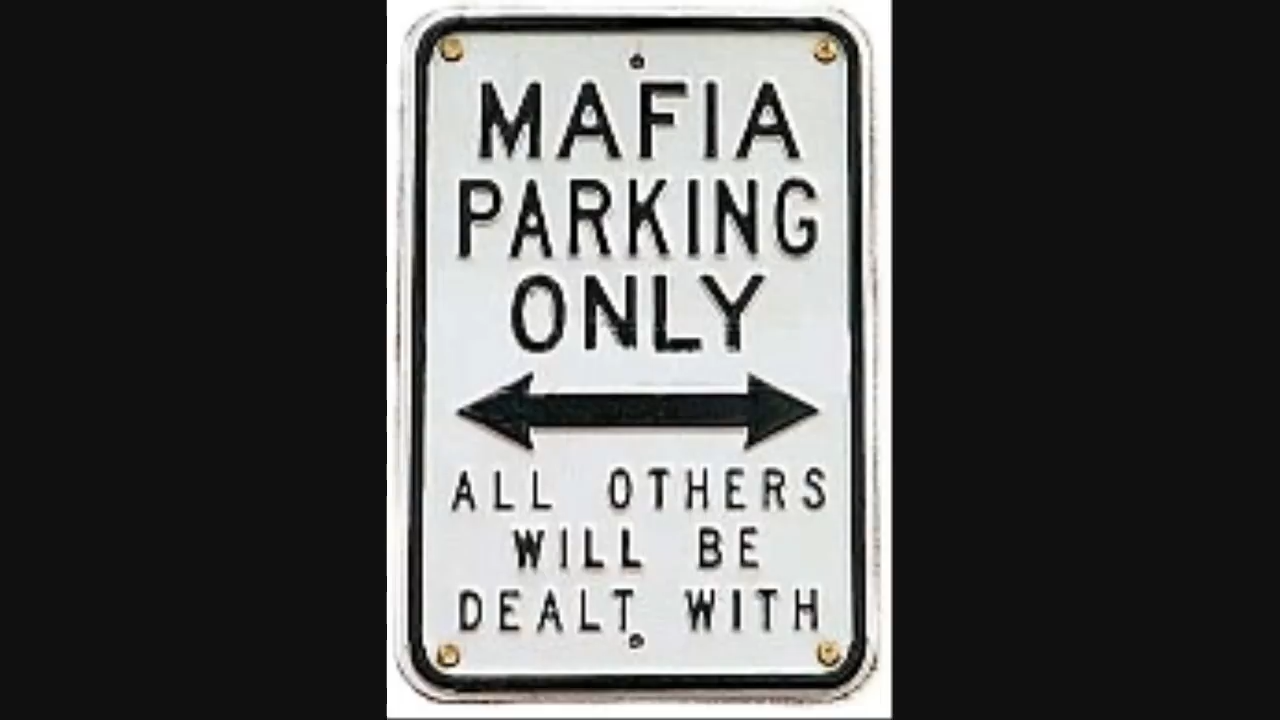 MAFIA
PARKING
ONLY
ALL OTHERS
WILL BE
DEALT WITH